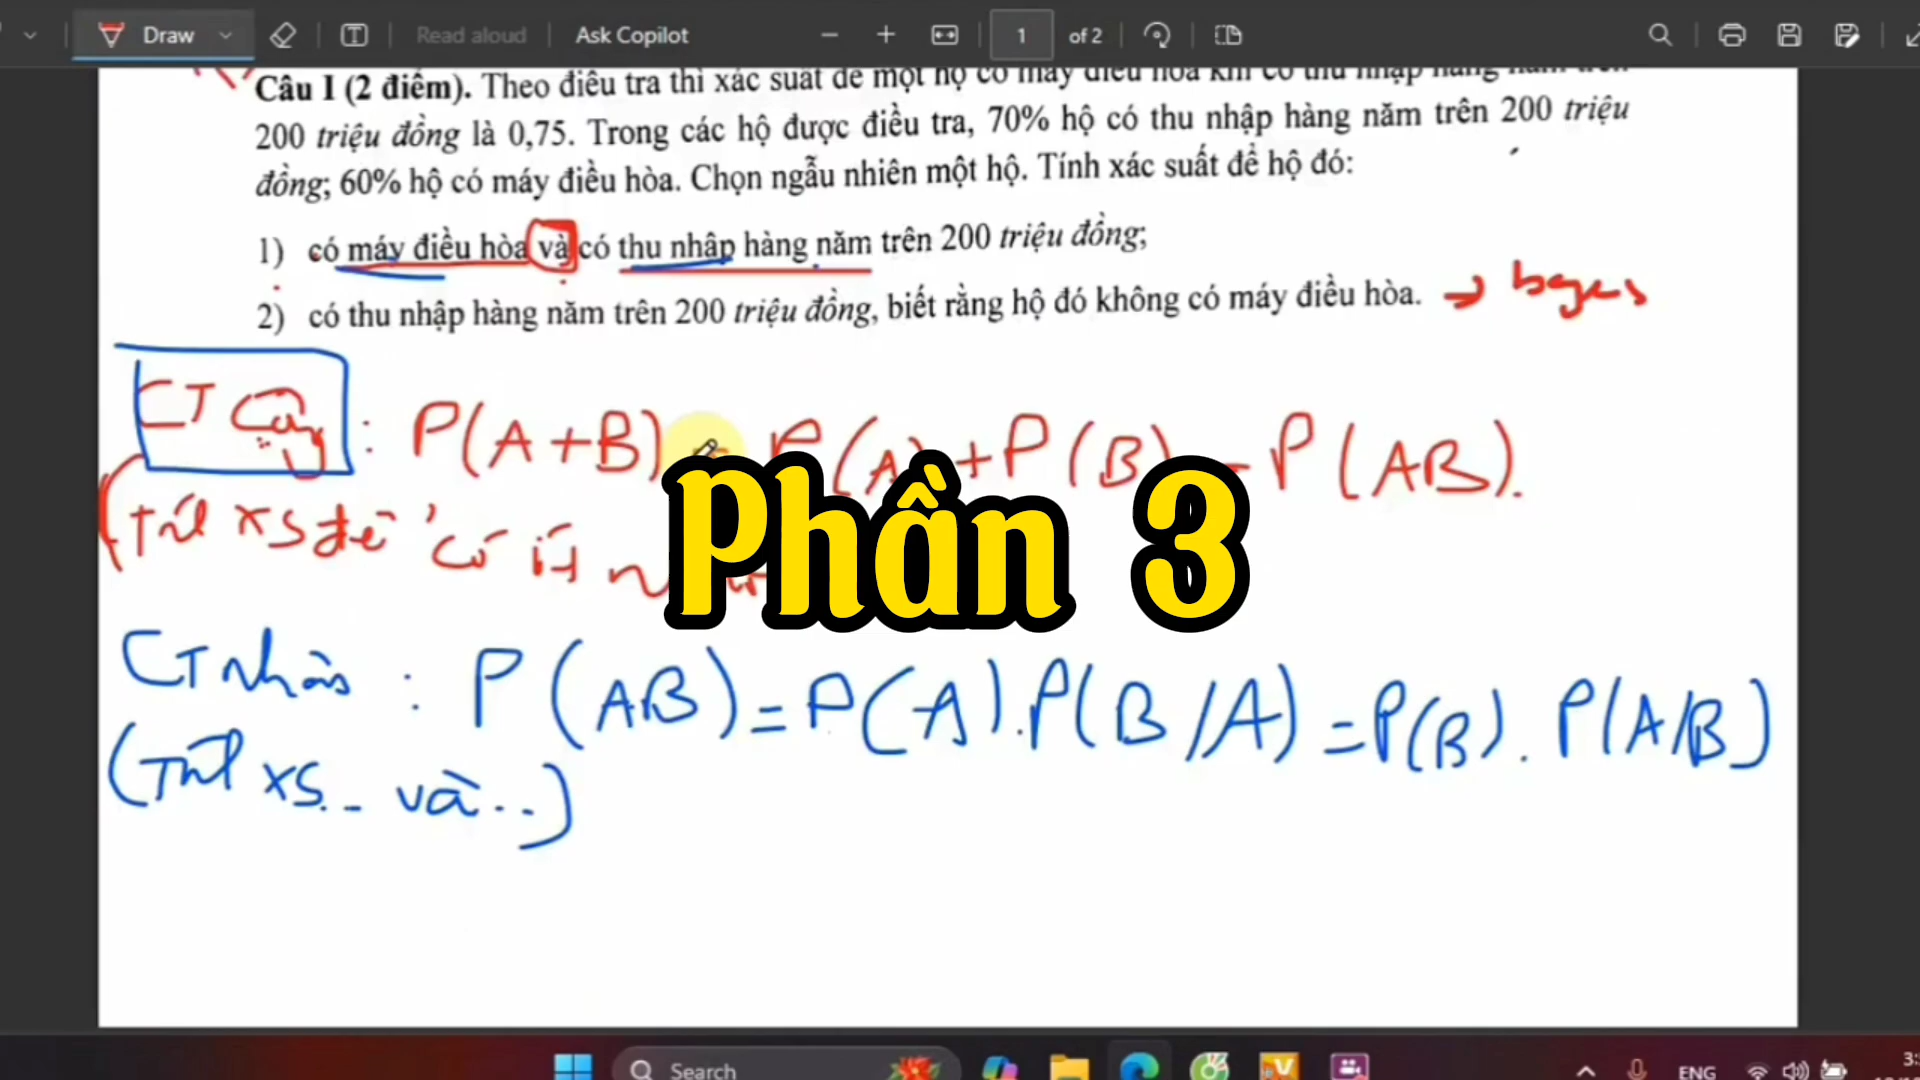 Draw
Read aloud
Ask Copilot
1
of 2
Câu I (2 điểm). Theo điều tra thì xác suất để một hộ có máy điều hòa khi có thu nhập hàng năm trên
200 triệu đồng là 0,75. Trong các hộ được điều tra, 70% hộ có thu nhập hàng năm trên 200 triệu
đồng; 60% hộ có máy điều hòa. Chọn ngẫu nhiên một hộ. Tính xác suất để hộ đó:
1) có máy điều hòa và có thu nhập hàng năm trên 200 triệu đồng;
2) có thu nhập hàng năm trên 200 triệu đồng, biết rằng hộ đó không có máy điều hòa. → bayes
CT Cộng : P(A+B) = P(A)+P(B) - P(AB).
Phần 3
(Tính XS để "có ít
CT nhân : P(AB) = P(A).P(B/A) = P(B).P(A/B)
(Tính XS... và...)
Search
ENG